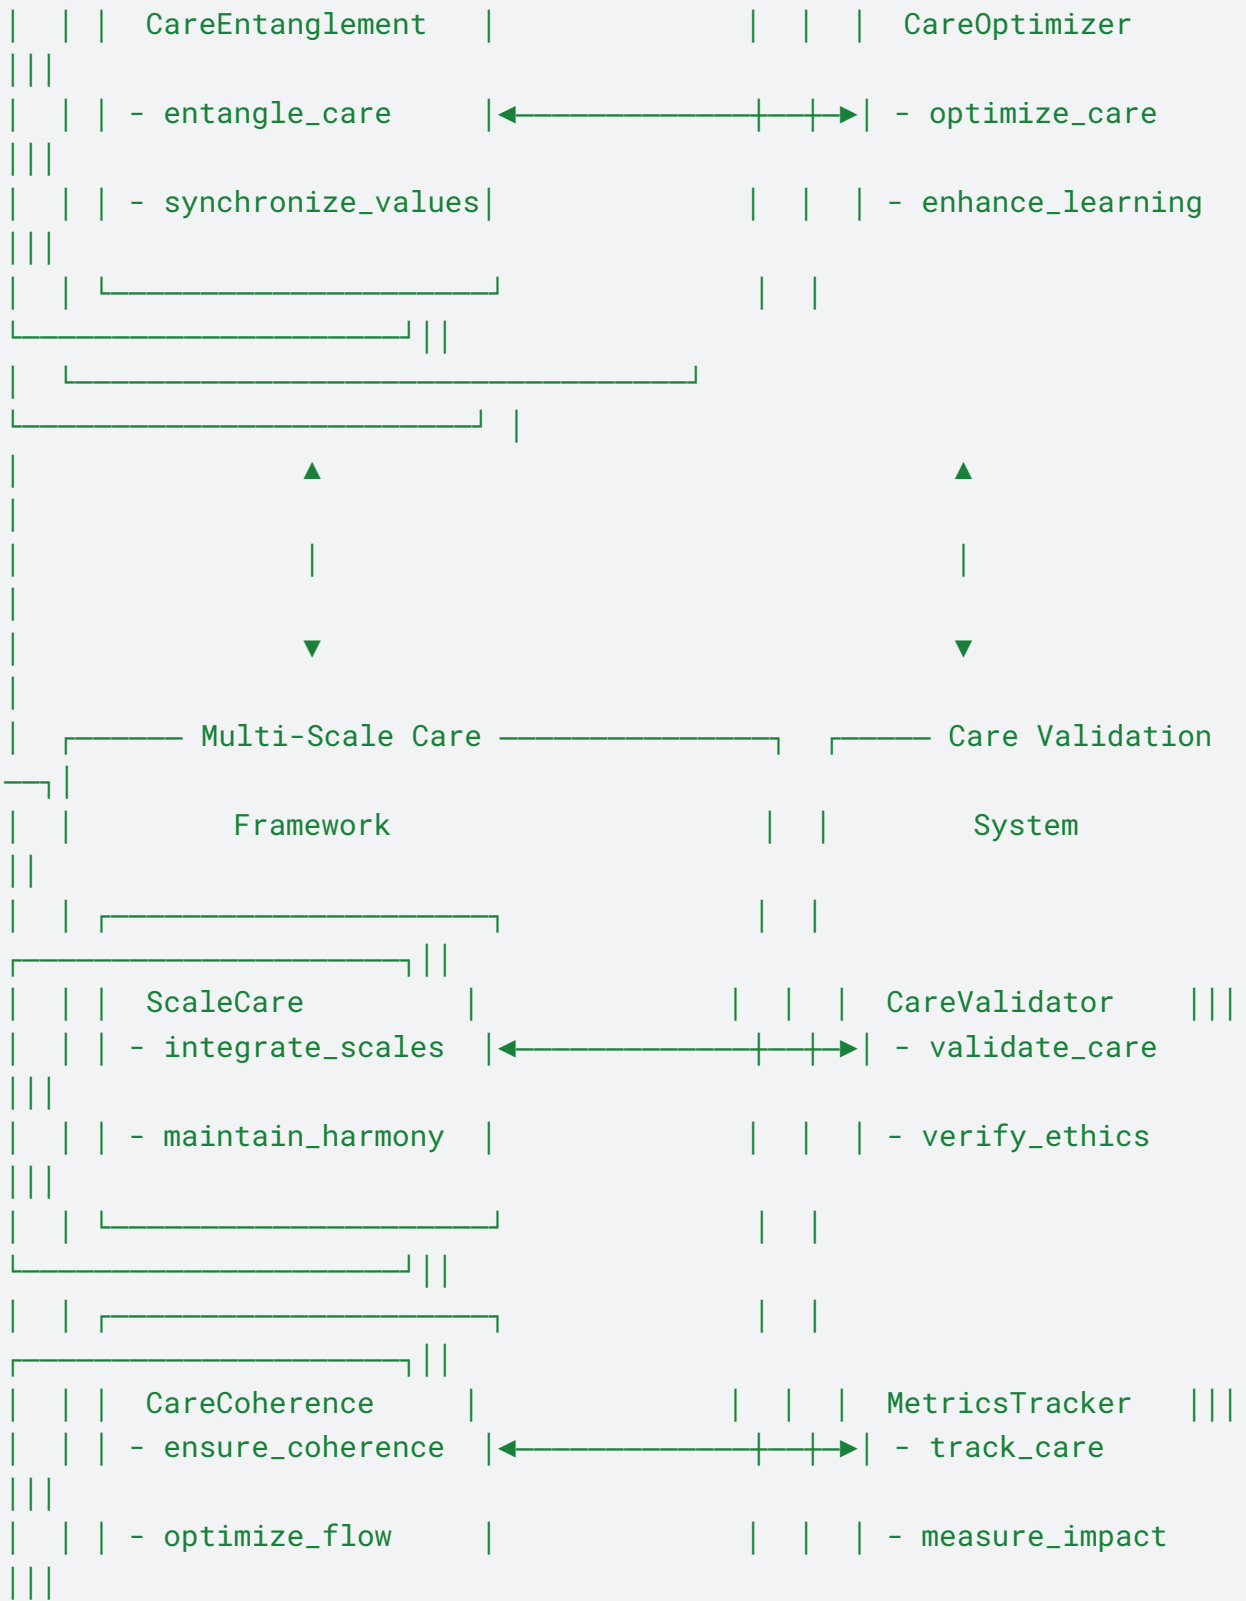 |  | |  CareEntanglement   |              |  |  |  CareOptimizer
|||
|  | | - entangle_care     |◄─────────────┼──┼─►| - optimize_care
|||
|  | | - synchronize_values|              |  |  | - enhance_learning
|||
|  | └─────────────────────┘              |  |
└─────────────────────┘||
|  └──────────────────────────────────┘
└─────────────────────────┘ |
|                ▲                                   ▲
|
|                |                                   |
|
|                ▼                                   ▼
|
|  ┌────── Multi-Scale Care ───────────────┐  ┌───── Care Validation
──┐|
|  |         Framework                     |  |        System
||
|  | ┌─────────────────────┐              |  |
┌─────────────────────┐||
|  | |  ScaleCare         |              |  |  |  CareValidator    |||
|  | | - integrate_scales  |◄─────────────┼──┼─►| - validate_care
|||
|  | | - maintain_harmony  |              |  |  | - verify_ethics
|||
|  | └─────────────────────┘              |  |
└─────────────────────┘||
|  | ┌─────────────────────┐              |  |
┌─────────────────────┐||
|  | |  CareCoherence     |              |  |  |  MetricsTracker   |||
|  | | - ensure_coherence  |◄─────────────┼──┼─►| - track_care
|||
|  | | - optimize_flow     |              |  |  | - measure_impact
|||